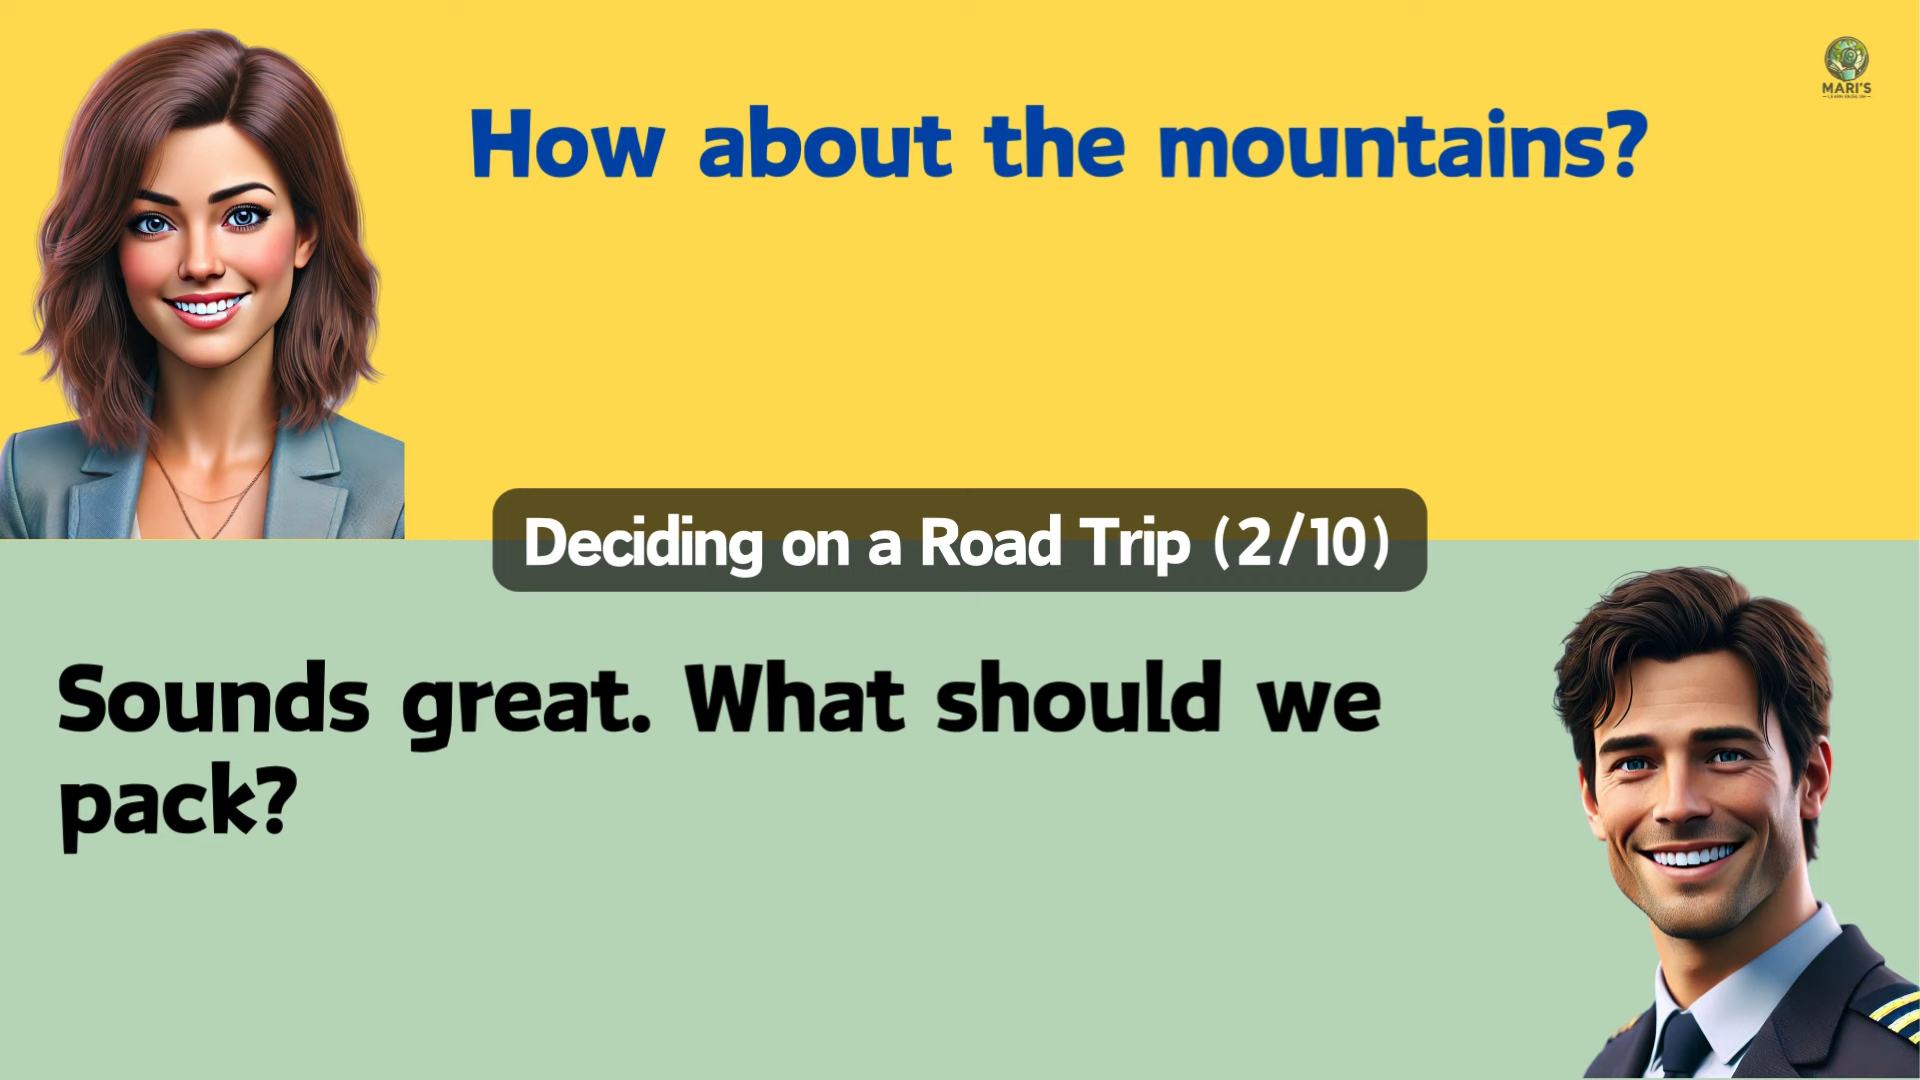 MARI'S
How about the mountains?
Deciding on a Road Trip (2/10)
Sounds great. What should we
pack?